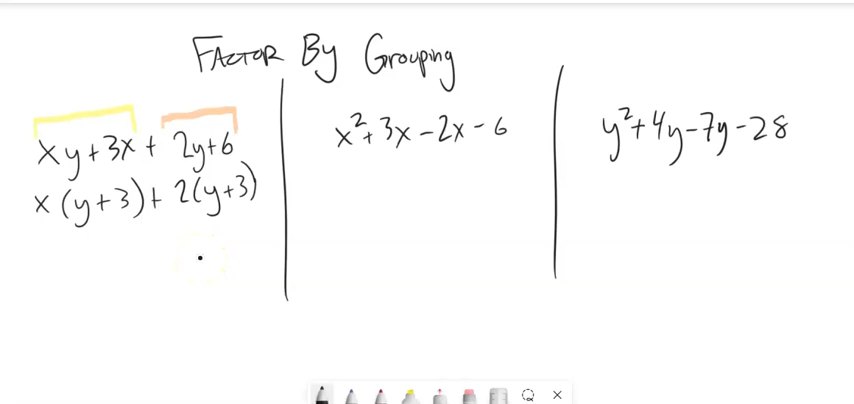 FACTOR By Grouping
xy+3x + 2y+6
x(y+3)+ 2(y+3)
x²+3x-2x-6
y²+4y-7y-28